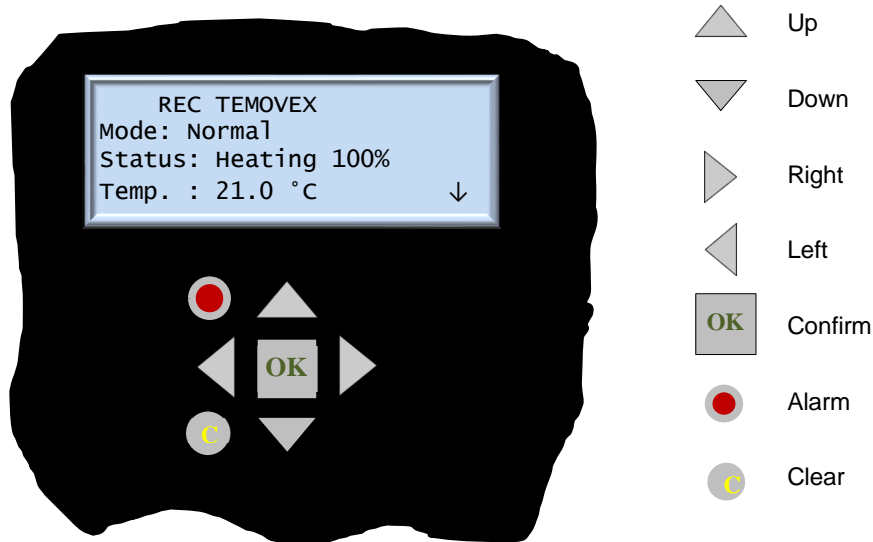 REC TEMOVEX
Mode: Normal
Status: Heating 100%
Temp. : 21.0 °C ↓
OK
C
Up
Down
Right
Left
OK Confirm
Alarm
C Clear